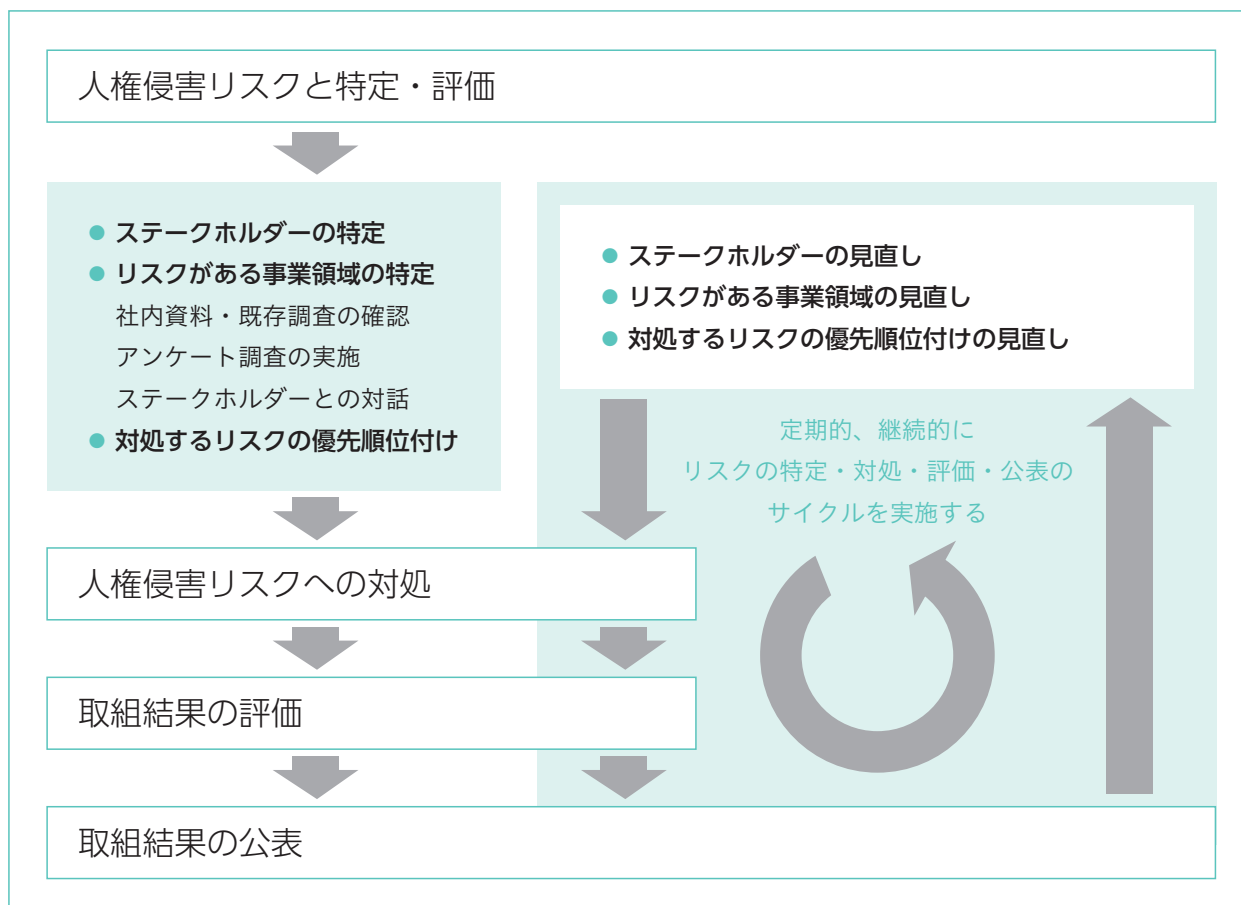 人権侵害リスクと特定・評価
● ステークホルダーの特定
● リスクがある事業領域の特定
社内資料・既存調査の確認
アンケート調査の実施
ステークホルダーとの対話
● 対処するリスクの優先順位付け
● ステークホルダーの見直し
● リスクがある事業領域の見直し
● 対処するリスクの優先順位付けの見直し
定期的、継続的に
リスクの特定・対処・評価・公表の
サイクルを実施する
人権侵害リスクへの対処
取組結果の評価
取組結果の公表